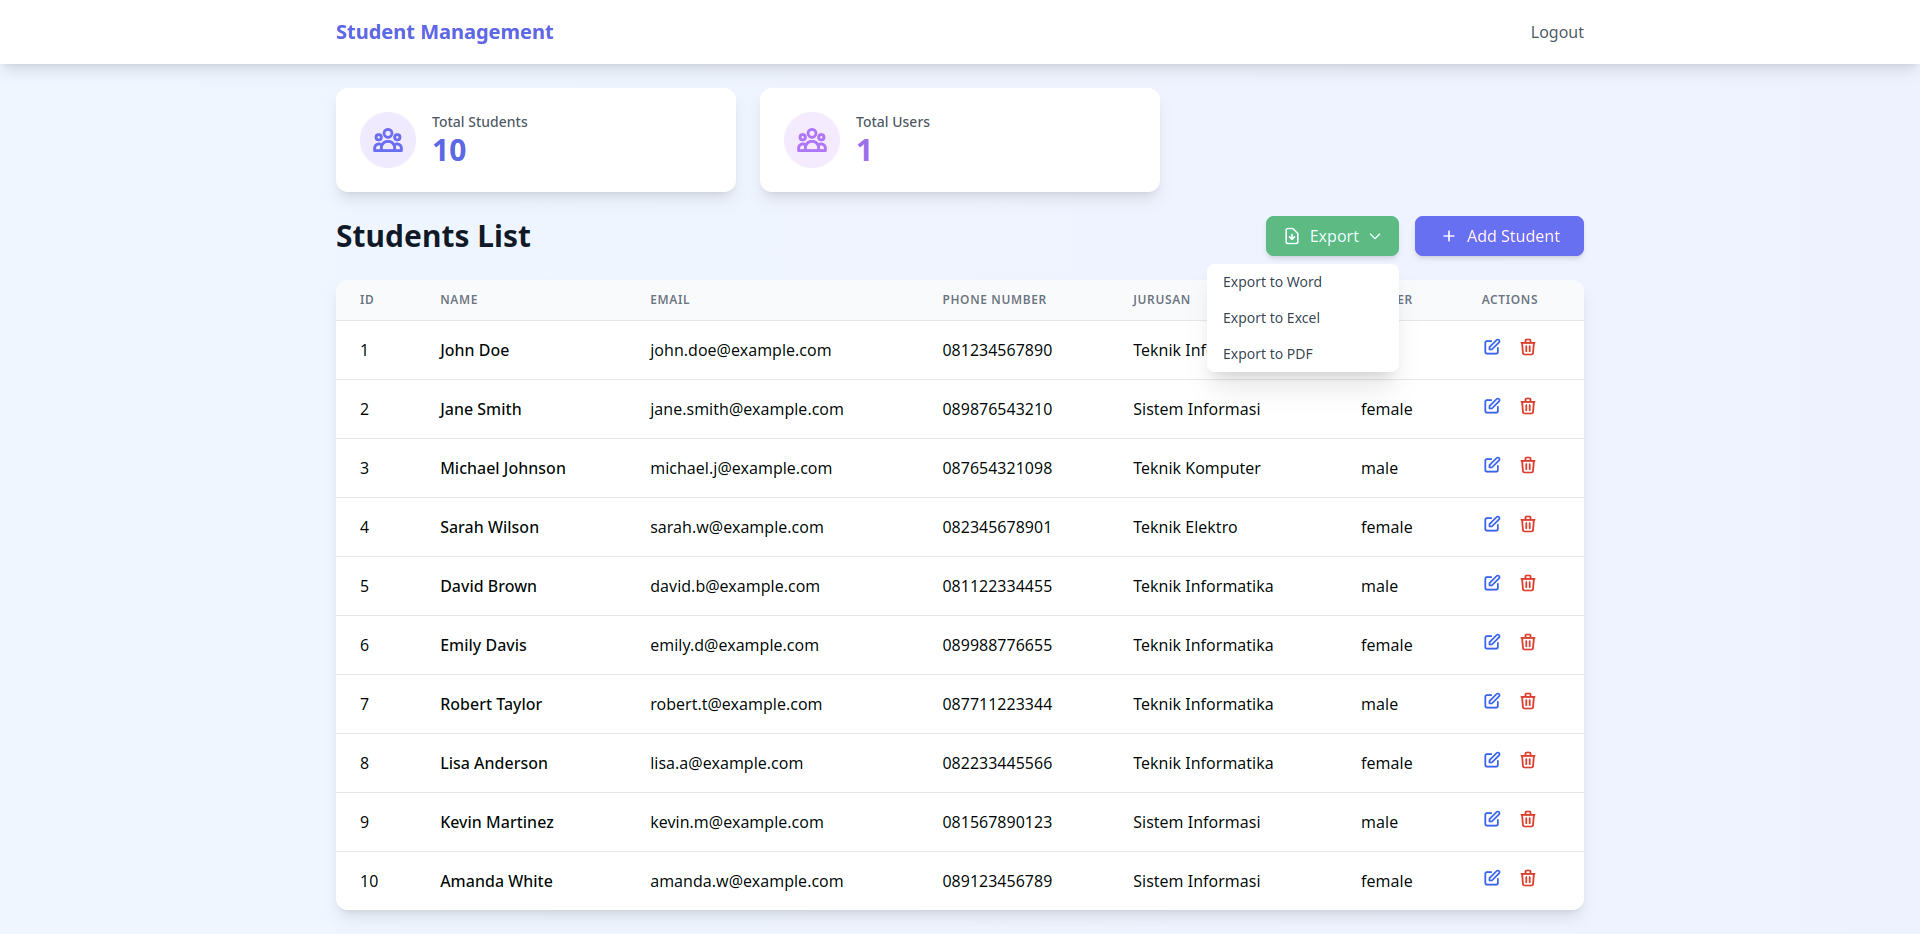 Student Management
Logout
Total Students
10
Total Users
1
Students List
Export
Add Student
Export to Word
Export to Excel
Export to PDF
ID NAME EMAIL PHONE NUMBER JURUSAN ER ACTIONS
1 John Doe john.doe@example.com 081234567890 Teknik Inf
2 Jane Smith jane.smith@example.com 089876543210 Sistem Informasi female
3 Michael Johnson michael.j@example.com 087654321098 Teknik Komputer male
4 Sarah Wilson sarah.w@example.com 082345678901 Teknik Elektro female
5 David Brown david.b@example.com 081122334455 Teknik Informatika male
6 Emily Davis emily.d@example.com 089988776655 Teknik Informatika female
7 Robert Taylor robert.t@example.com 087711223344 Teknik Informatika male
8 Lisa Anderson lisa.a@example.com 082233445566 Teknik Informatika female
9 Kevin Martinez kevin.m@example.com 081567890123 Sistem Informasi male
10 Amanda White amanda.w@example.com 089123456789 Sistem Informasi female